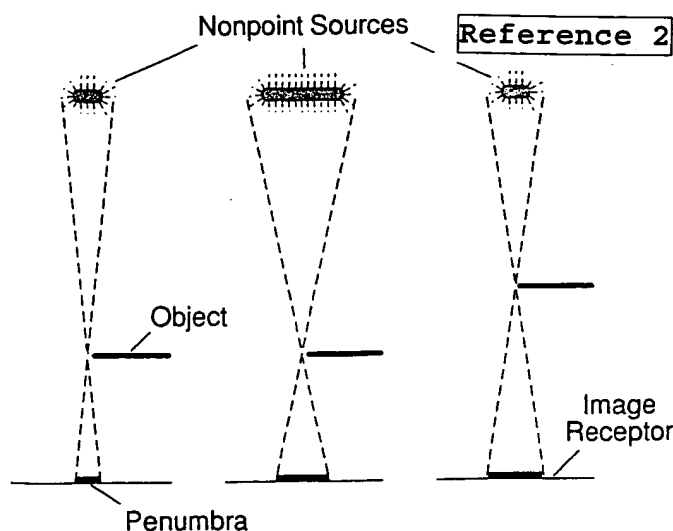 Nonpoint Sources
Reference 2
Object
Image
Receptor
Penumbra